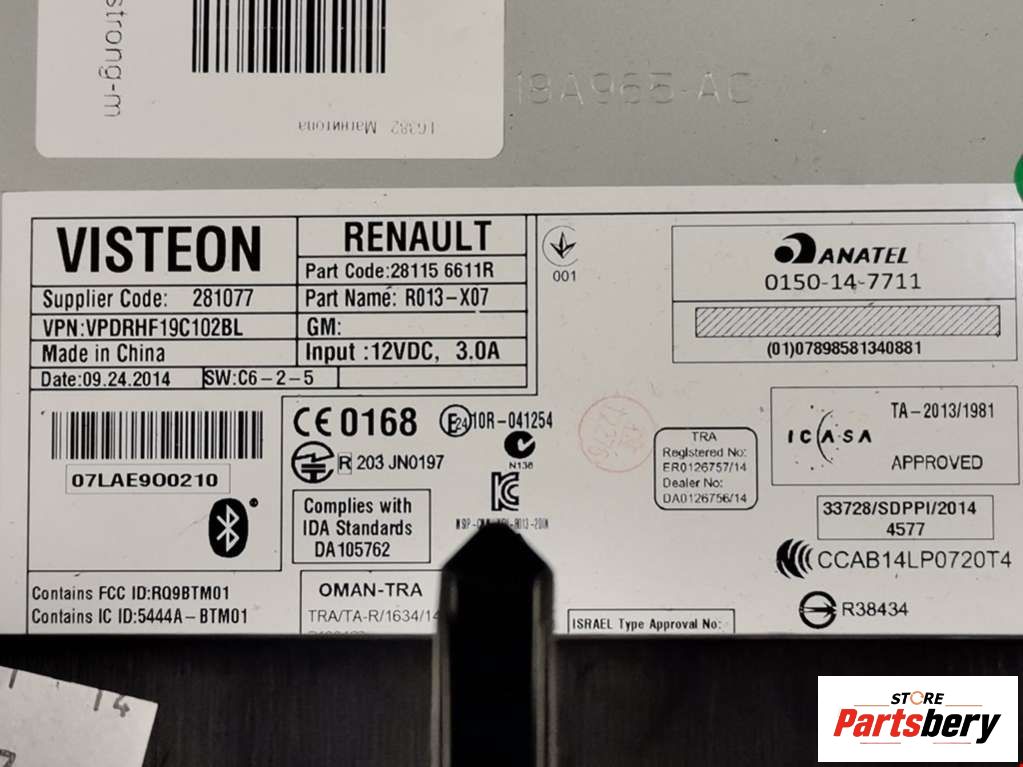 strong-m
16382 Магнитола
18A965-AC
VISTEON
Supplier Code: 281077
VPN:VPDRHF19C102BL
Made in China
Date:09.24.2014
SW:C6-2-5
RENAULT
Part Code:28115 6611R
Part Name: R013-X07
GM:
Input :12VDC, 3.0A
001
ANATEL
0150-14-7711
(01)07898581340881
07LAE900210
CE 0168
E24
10R-041254
R 203 JN0197
N136
Complies with
IDA Standards
DA105762
TRA
Registered No:
ER0126757/14
Dealer No:
DA0126756/14
ICASA
TA-2013/1981
APPROVED
33728/SDPPI/2014
4577
CCAB14LP0720T4
R38434
Contains FCC ID:RQ9BTM01
Contains IC ID:5444A-BTM01
OMAN-TRA
TRA/TA-R/1634/14
ISRAEL Type Approval No:
14
STORE
Partsbery